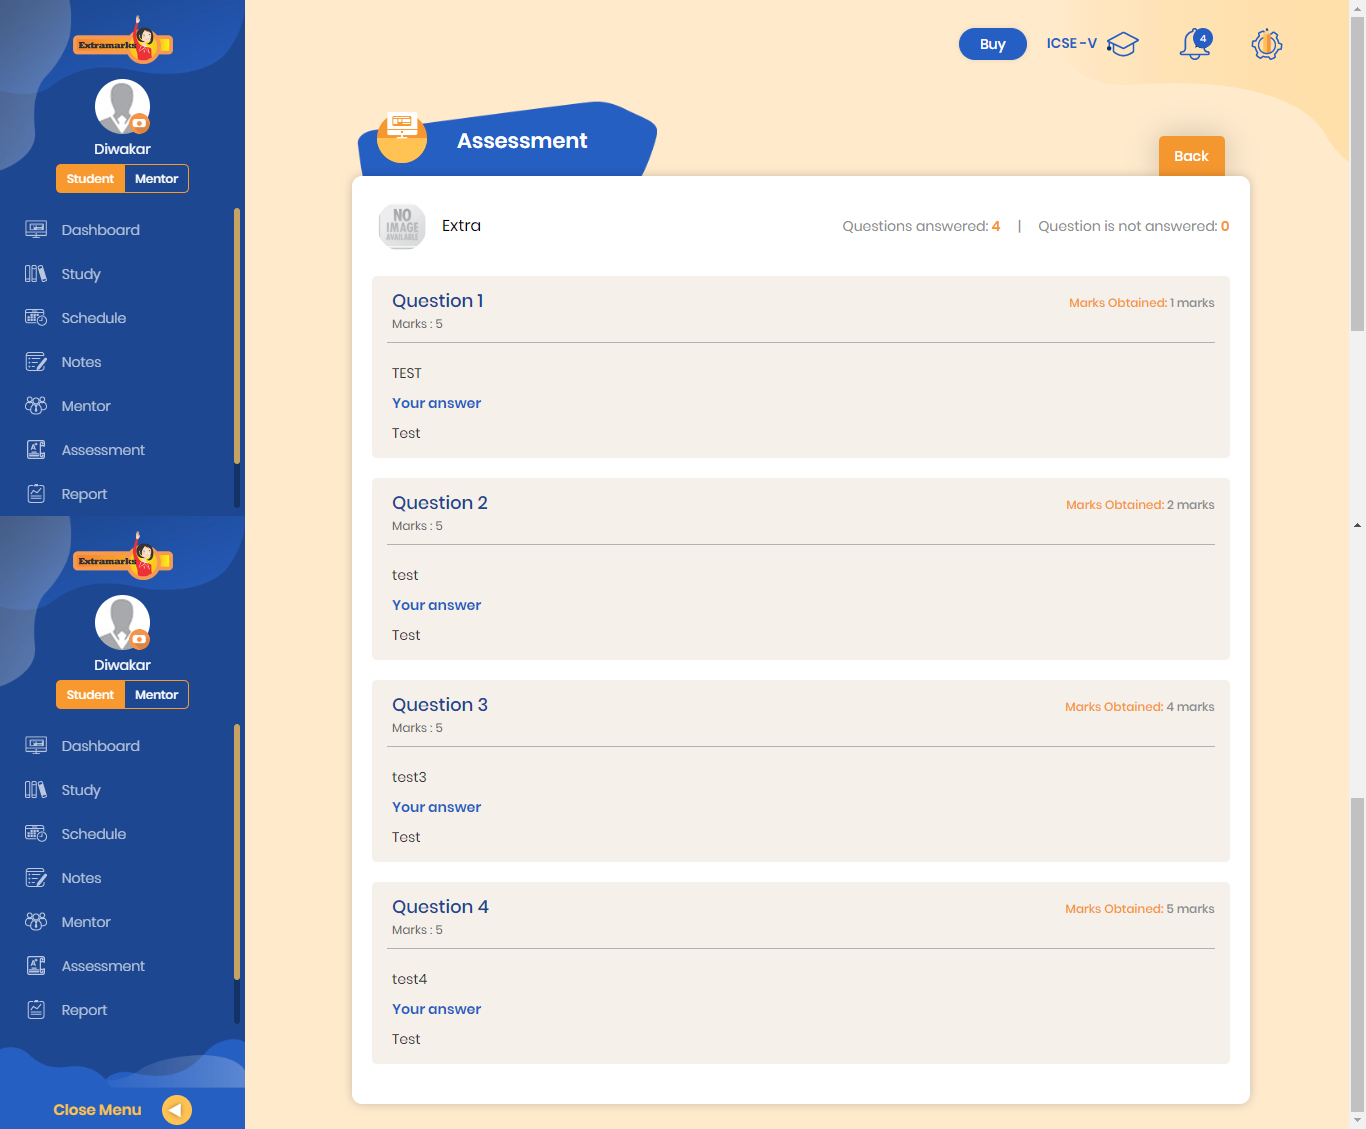 Extramarks
Diwakar
Student Mentor
Dashboard
Study
Schedule
Notes
Mentor
Assessment
Report
Extramarks
Diwakar
Student Mentor
Dashboard
Study
Schedule
Notes
Mentor
Assessment
Report
Close Menu
Buy ICSE -V 4
Assessment
Back
NO IMAGE AVAILABLE
Extra Questions answered: 4 | Question is not answered: 0
Question 1 Marks Obtained: 1 marks
Marks : 5
TEST
Your answer
Test
Question 2 Marks Obtained: 2 marks
Marks : 5
test
Your answer
Test
Question 3 Marks Obtained: 4 marks
Marks : 5
test3
Your answer
Test
Question 4 Marks Obtained: 5 marks
Marks : 5
test4
Your answer
Test